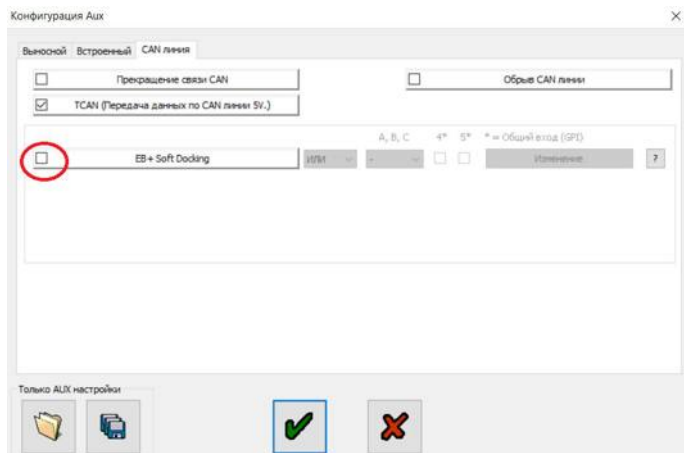 Конфигурация Aux
Выносной Встроенный CAN линия
Прекращение связи CAN Обрыв CAN линии
TCAN (Передача данных по CAN линии 5V.)
A, B, C 4* 5* * = Общий вход (GPI)
EB+ Soft Docking ИЛИ - Изменение. ?
Только AUX настройки